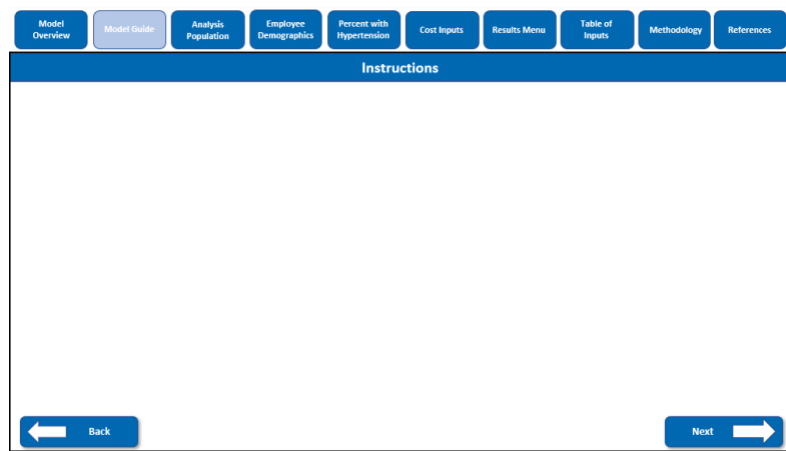 Model
Overview
Model Guide
Analysis
Population
Employee
Demographics
Percent with
Hypertension
Cost Inputs
Results Menu
Table of
Inputs
Methodology
References
Instructions
Back
Next